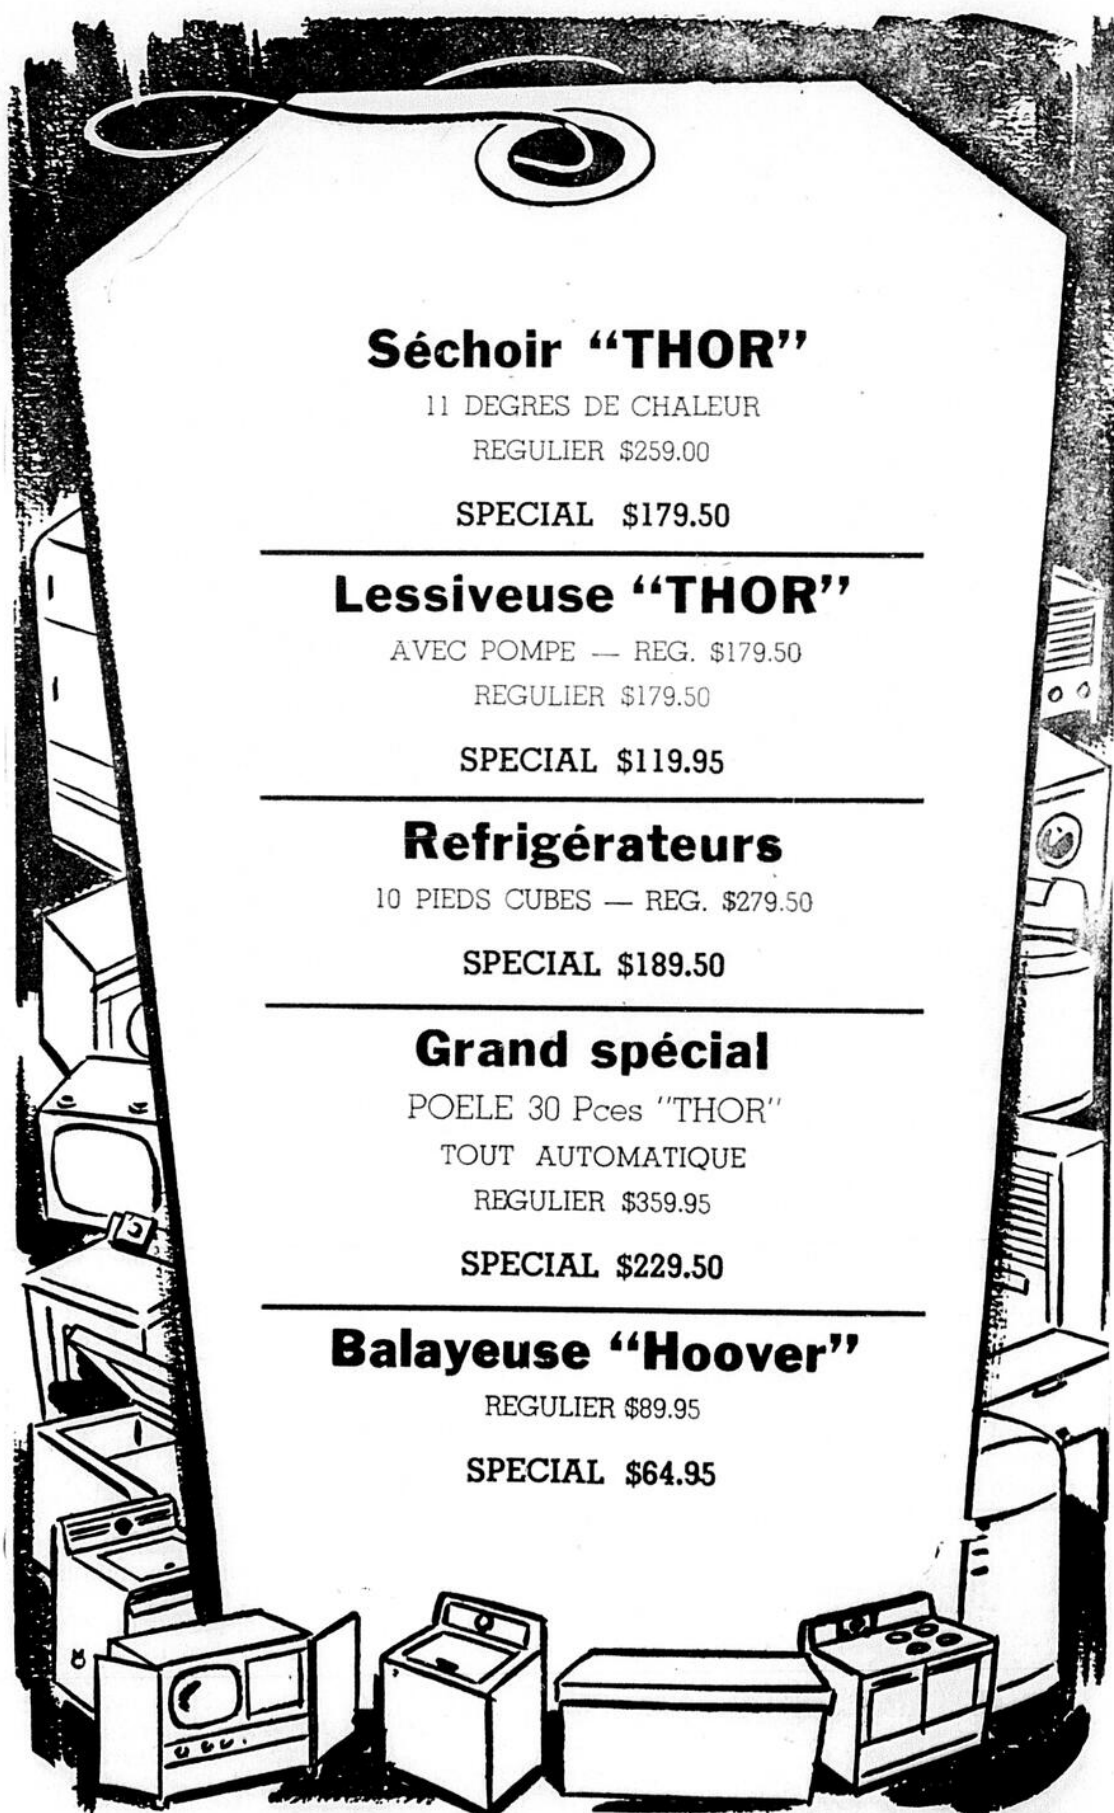 Séchoir “THOR”
11 DEGRES DE CHALEUR
REGULIER $259.00
SPECIAL $179.50
Lessiveuse “THOR”
AVEC POMPE — REG. $179.50
REGULIER $179.50
SPECIAL $119.95
Refrigérateurs
10 PIEDS CUBES — REG. $279.50
SPECIAL $189.50
Grand spécial
POELE 30 Pces "THOR"
TOUT AUTOMATIQUE
REGULIER $359.95
SPECIAL $229.50
Balayeuse “Hoover”
REGULIER $89.95
SPECIAL $64.95